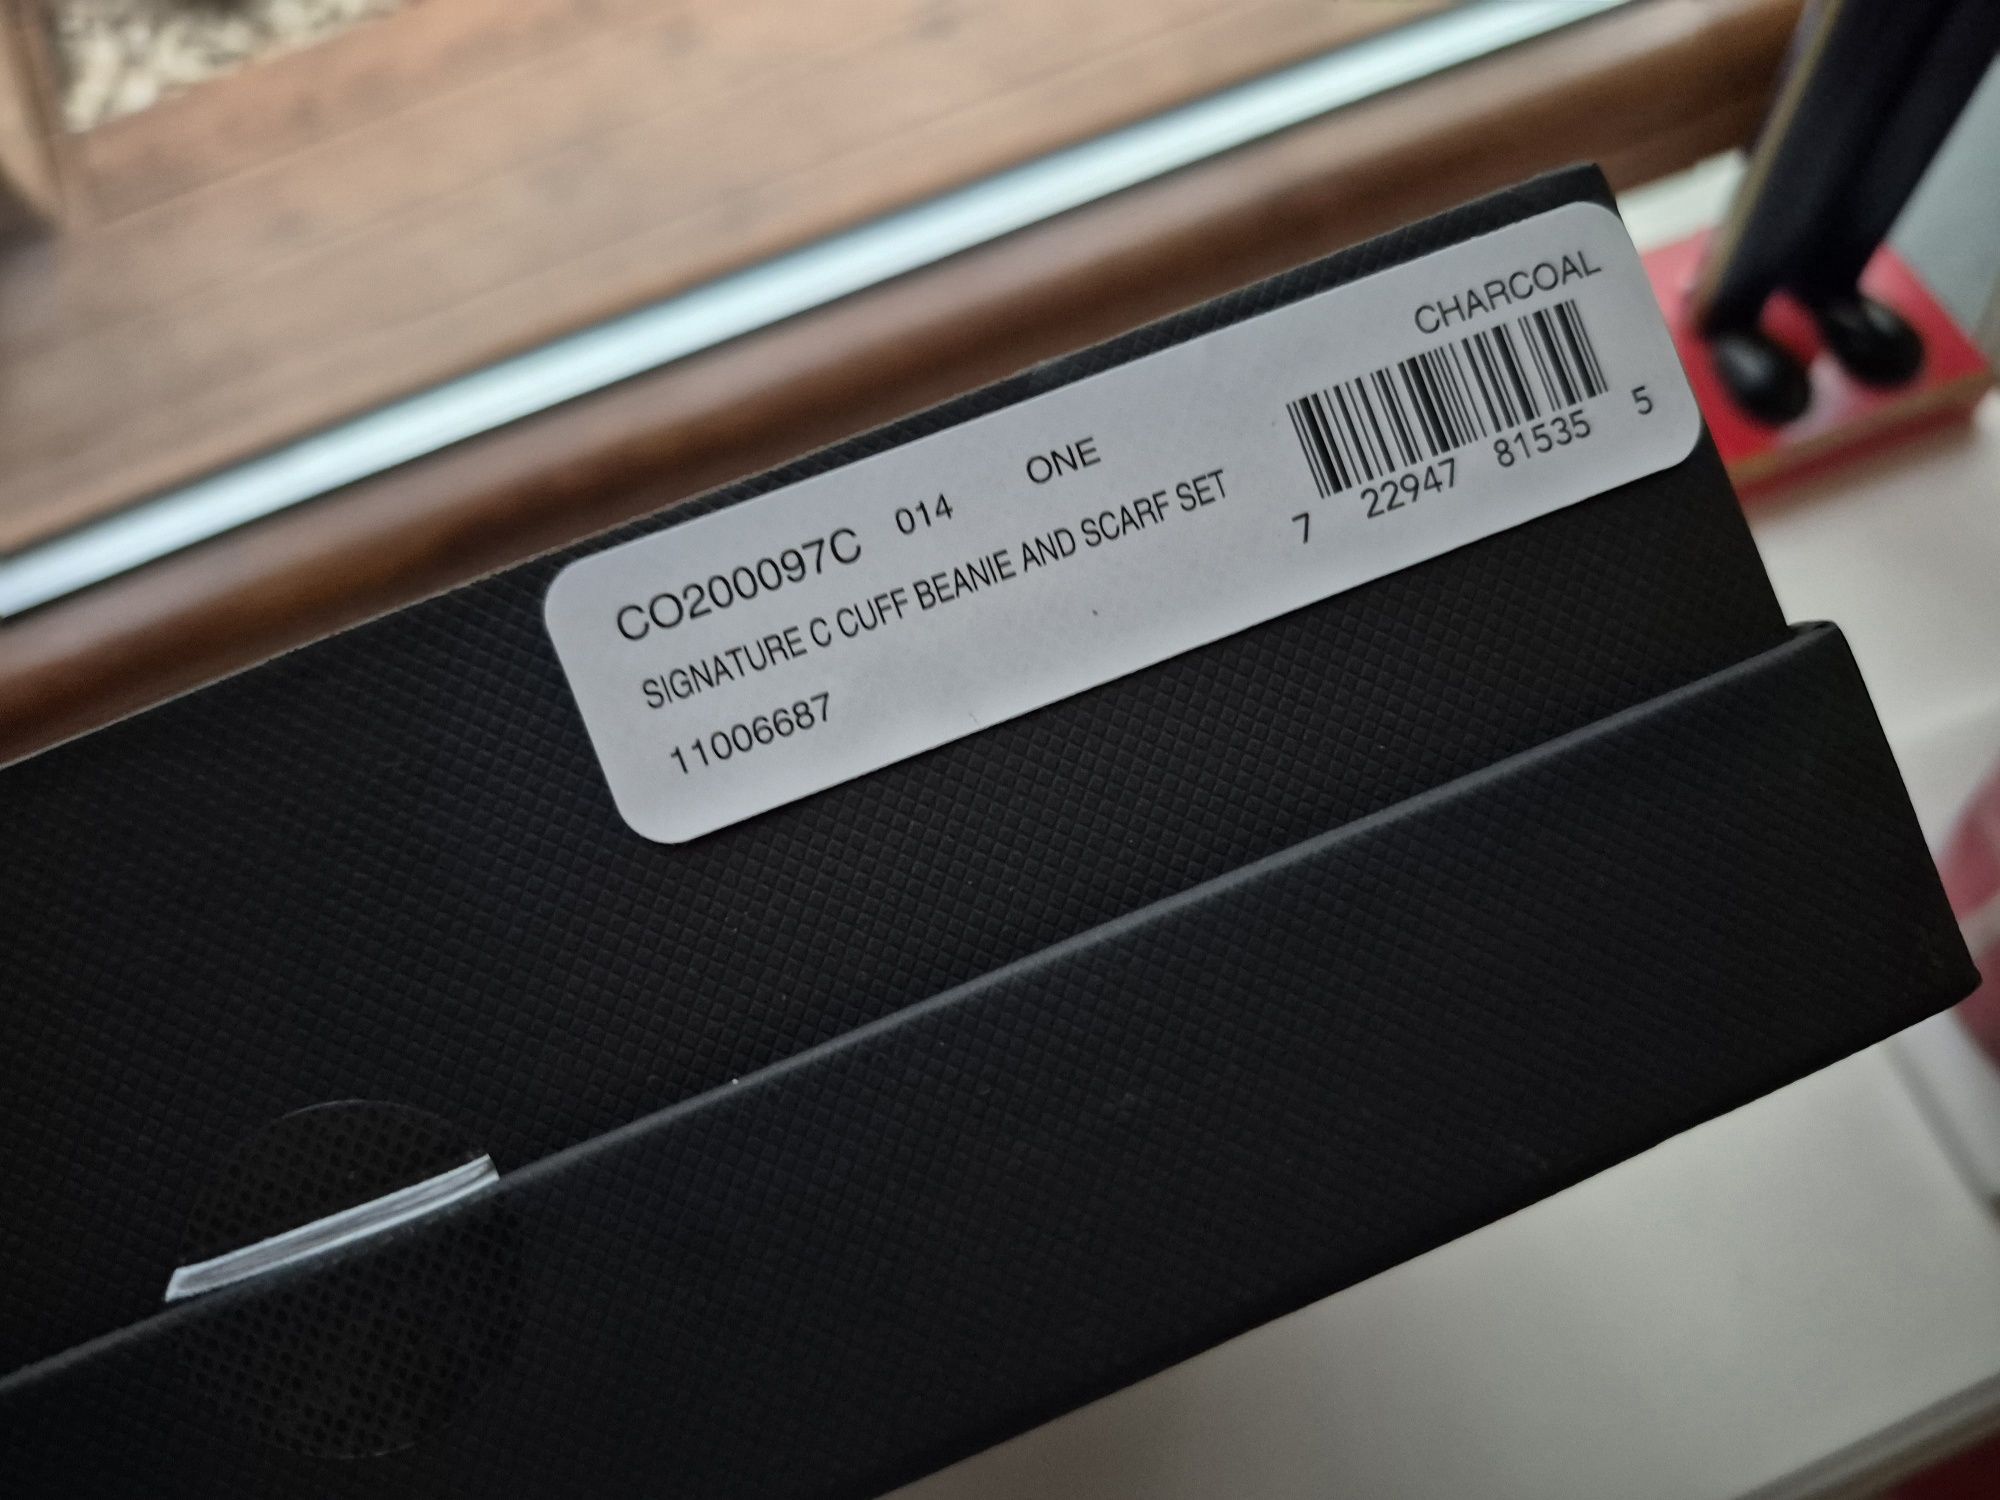 CHARCOAL
CO200097C 014 ONE
SIGNATURE C CUFF BEANIE AND SCARF SET
11006687
7 22947 81535 5